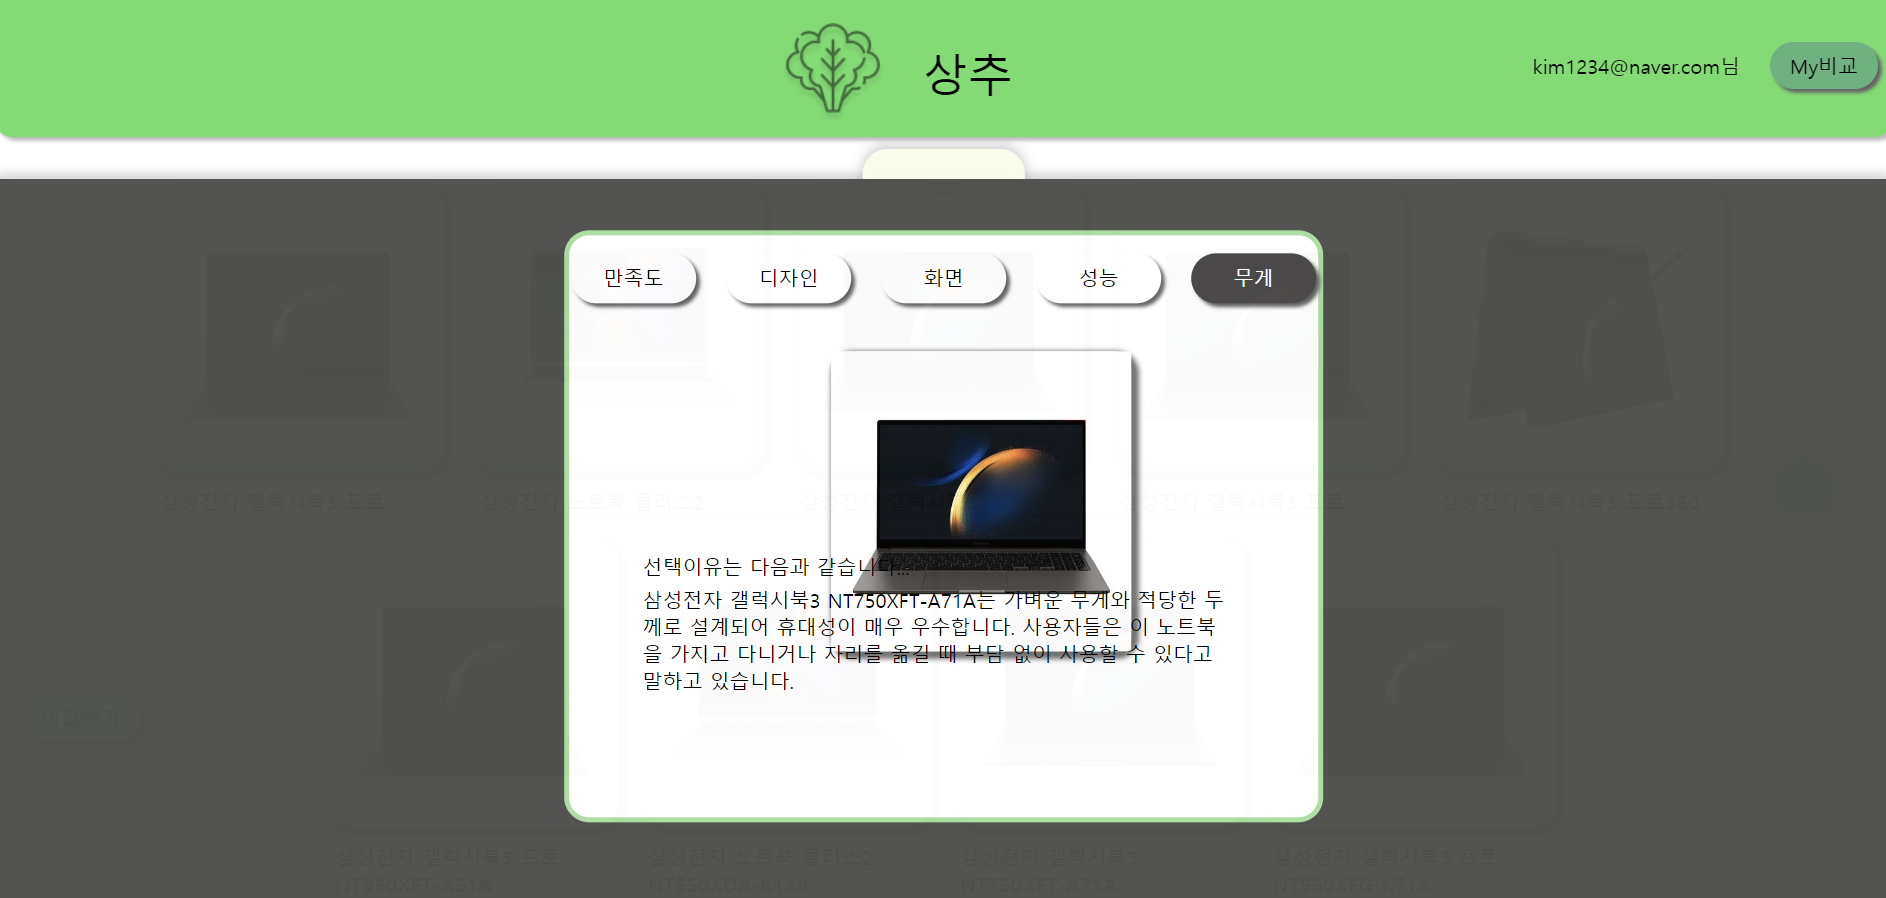 상추
kim1234@naver.com님
My비교
만족도
디자인
화면
성능
무게
삼성전자 갤럭시북3 프로
삼성전자 노트북 플러스2
삼성전자 갤럭시북3
삼성전자 갤럭시북3 프로
삼성전자 갤럭시북3 프로360
선택이유는 다음과 같습니다...
삼성전자 갤럭시북3 NT750XFT-A71A는 가벼운 무게와 적당한 두
께로 설계되어 휴대성이 매우 우수합니다. 사용자들은 이 노트북
을 가지고 다니거나 자리를 옮길 때 부담 없이 사용할 수 있다고
말하고 있습니다.
비교하기
삼성전자 갤럭시북3 프로
NT960XFT-A51A
삼성전자 노트북 플러스2
NT550XDA-K14A
삼성전자 갤럭시북3
NT750XFT-A71A
삼성전자 갤럭시북3 프로
NT960XFG-K71A